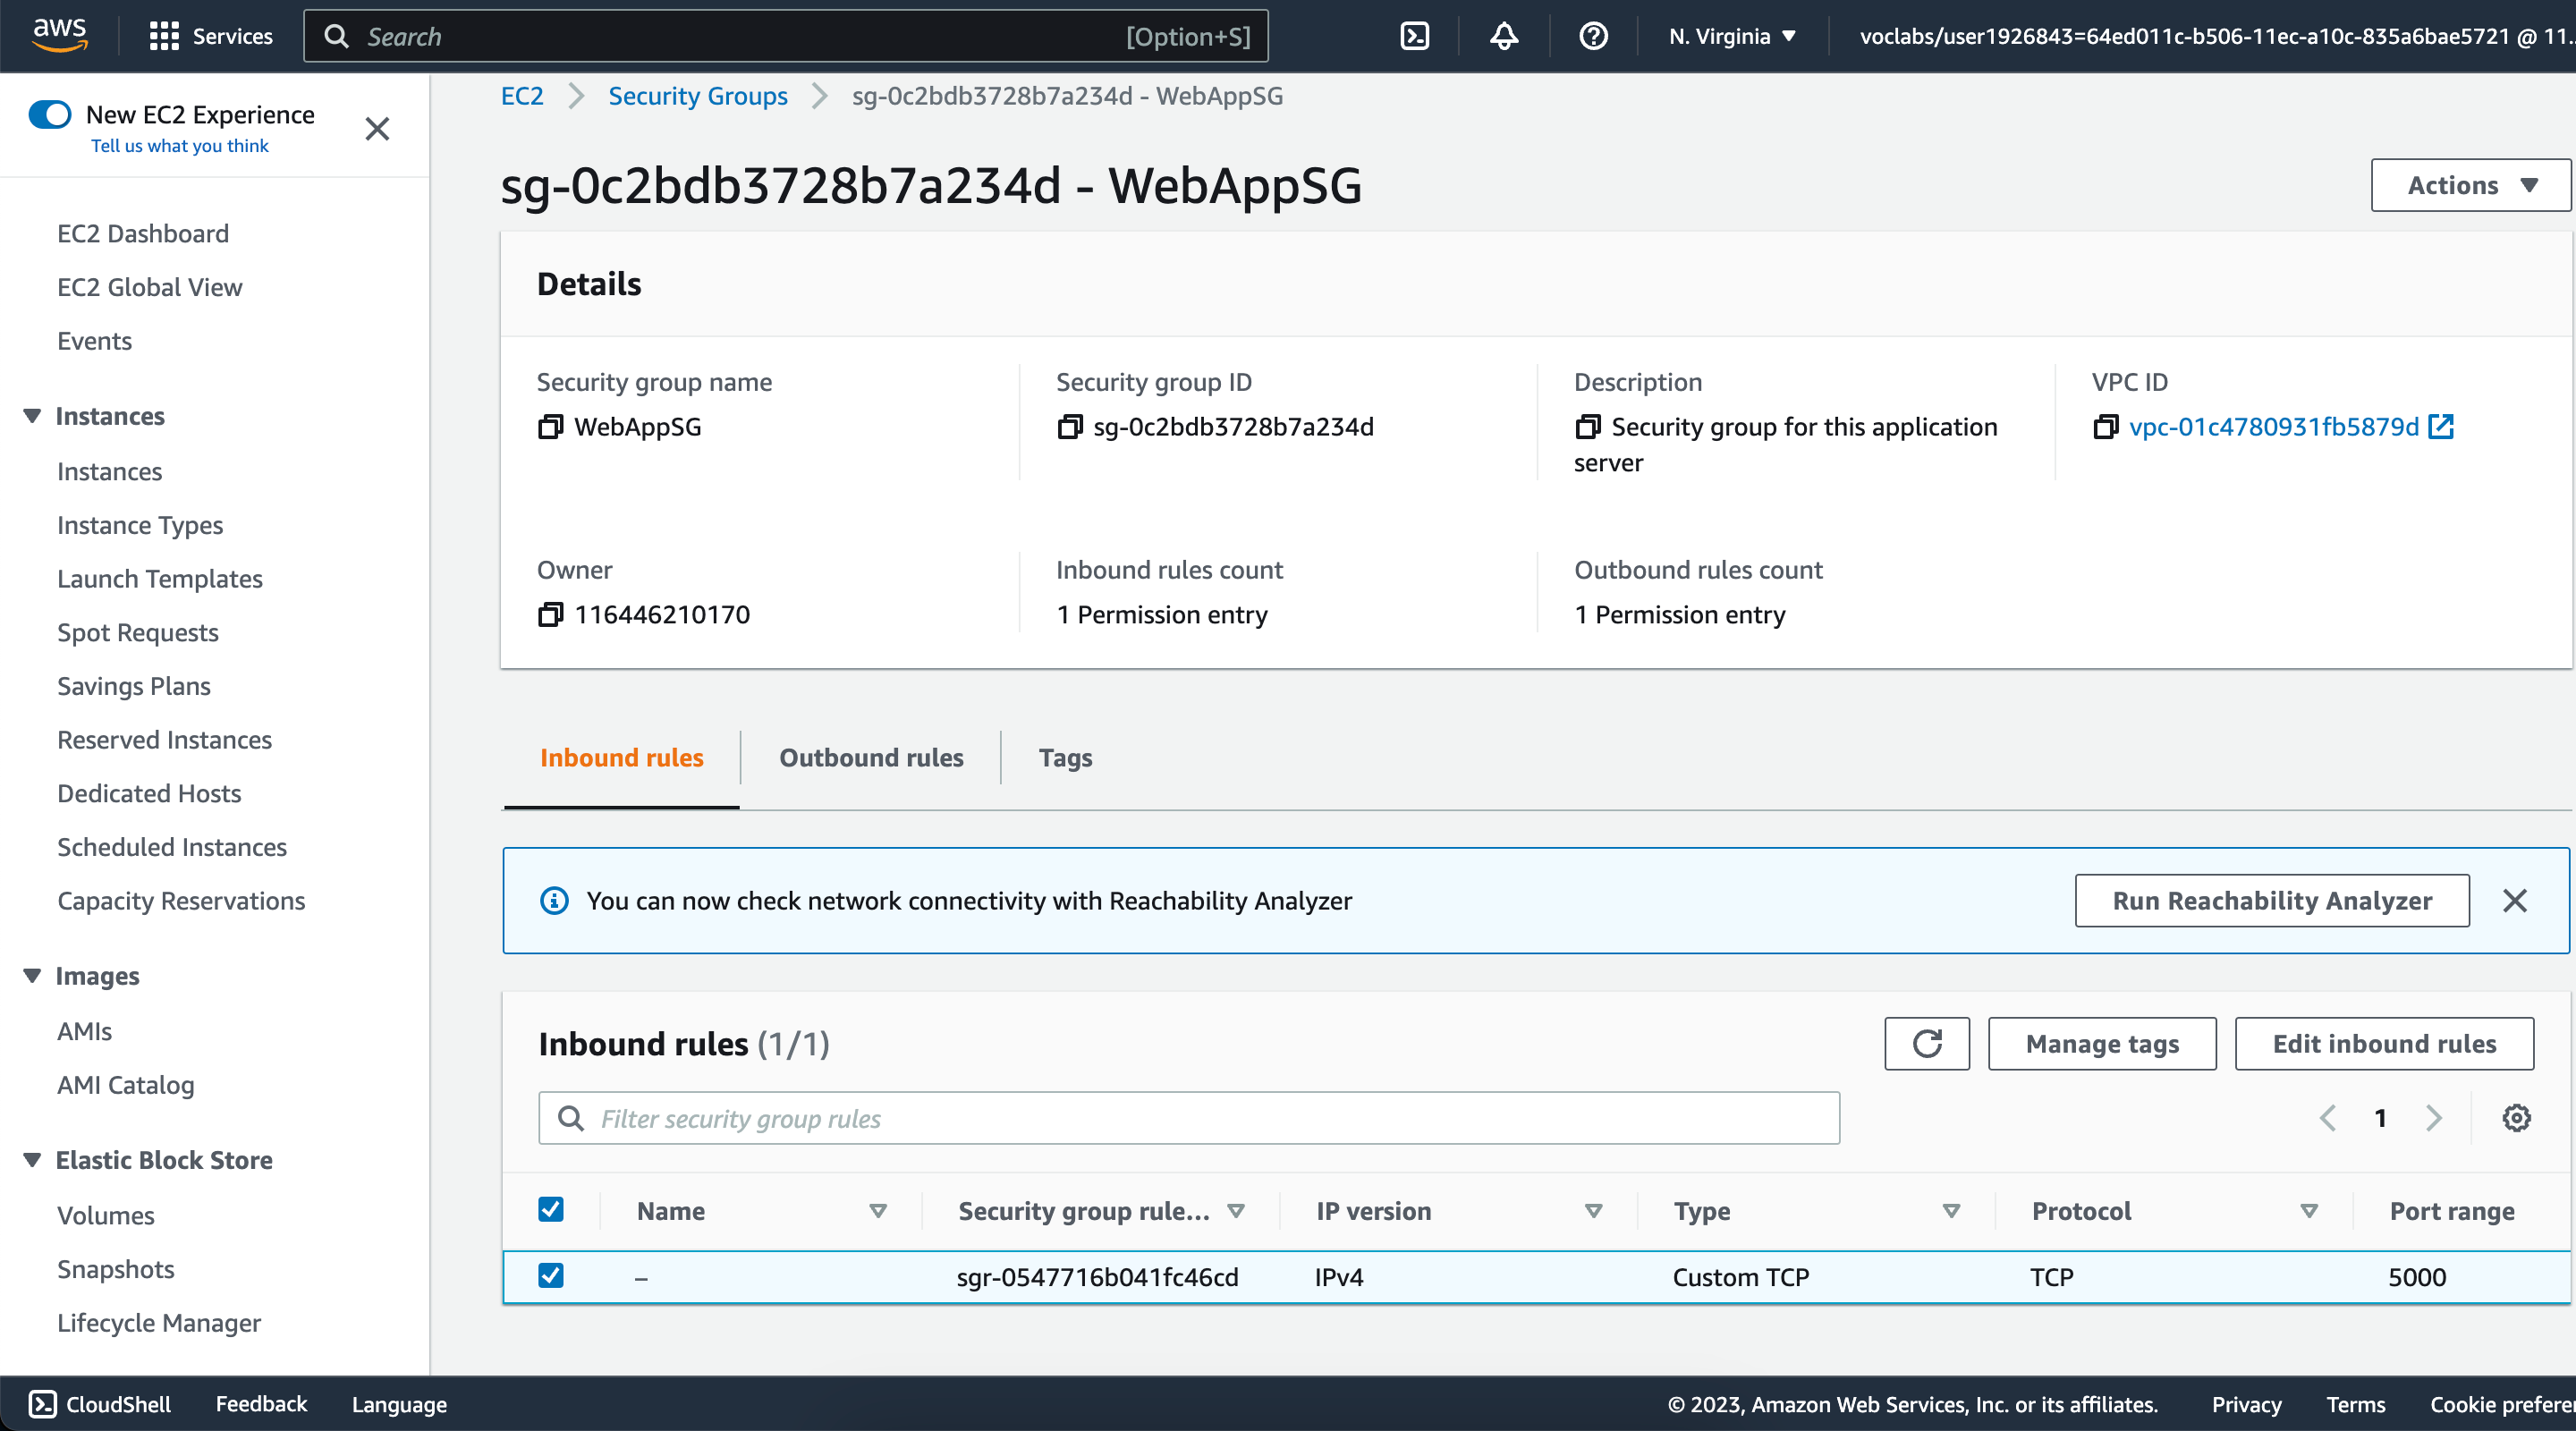 aws
Services
Search [Option+S]
N. Virginia
voclabs/user1926843=64ed011c-b506-11ec-a10c-835a6bae5721 @ 11...
New EC2 Experience
Tell us what you think
EC2 Dashboard
EC2 Global View
Events
Instances
Instances
Instance Types
Launch Templates
Spot Requests
Savings Plans
Reserved Instances
Dedicated Hosts
Scheduled Instances
Capacity Reservations
Images
AMIs
AMI Catalog
Elastic Block Store
Volumes
Snapshots
Lifecycle Manager
EC2 Security Groups sg-0c2bdb3728b7a234d - WebAppSG
sg-0c2bdb3728b7a234d - WebAppSG
Actions
Details
Security group name
WebAppSG
Security group ID
sg-0c2bdb3728b7a234d
Description
Security group for this application
server
VPC ID
vpc-01c4780931fb5879d
Owner
116446210170
Inbound rules count
1 Permission entry
Outbound rules count
1 Permission entry
Inbound rules Outbound rules Tags
You can now check network connectivity with Reachability Analyzer
Run Reachability Analyzer
Inbound rules (1/1)
Manage tags
Edit inbound rules
Filter security group rules
1
Name Security group rule... IP version Type Protocol Port range
– sgr-0547716b041fc46cd IPv4 Custom TCP TCP 5000
CloudShell Feedback Language
© 2023, Amazon Web Services, Inc. or its affiliates. Privacy Terms Cookie